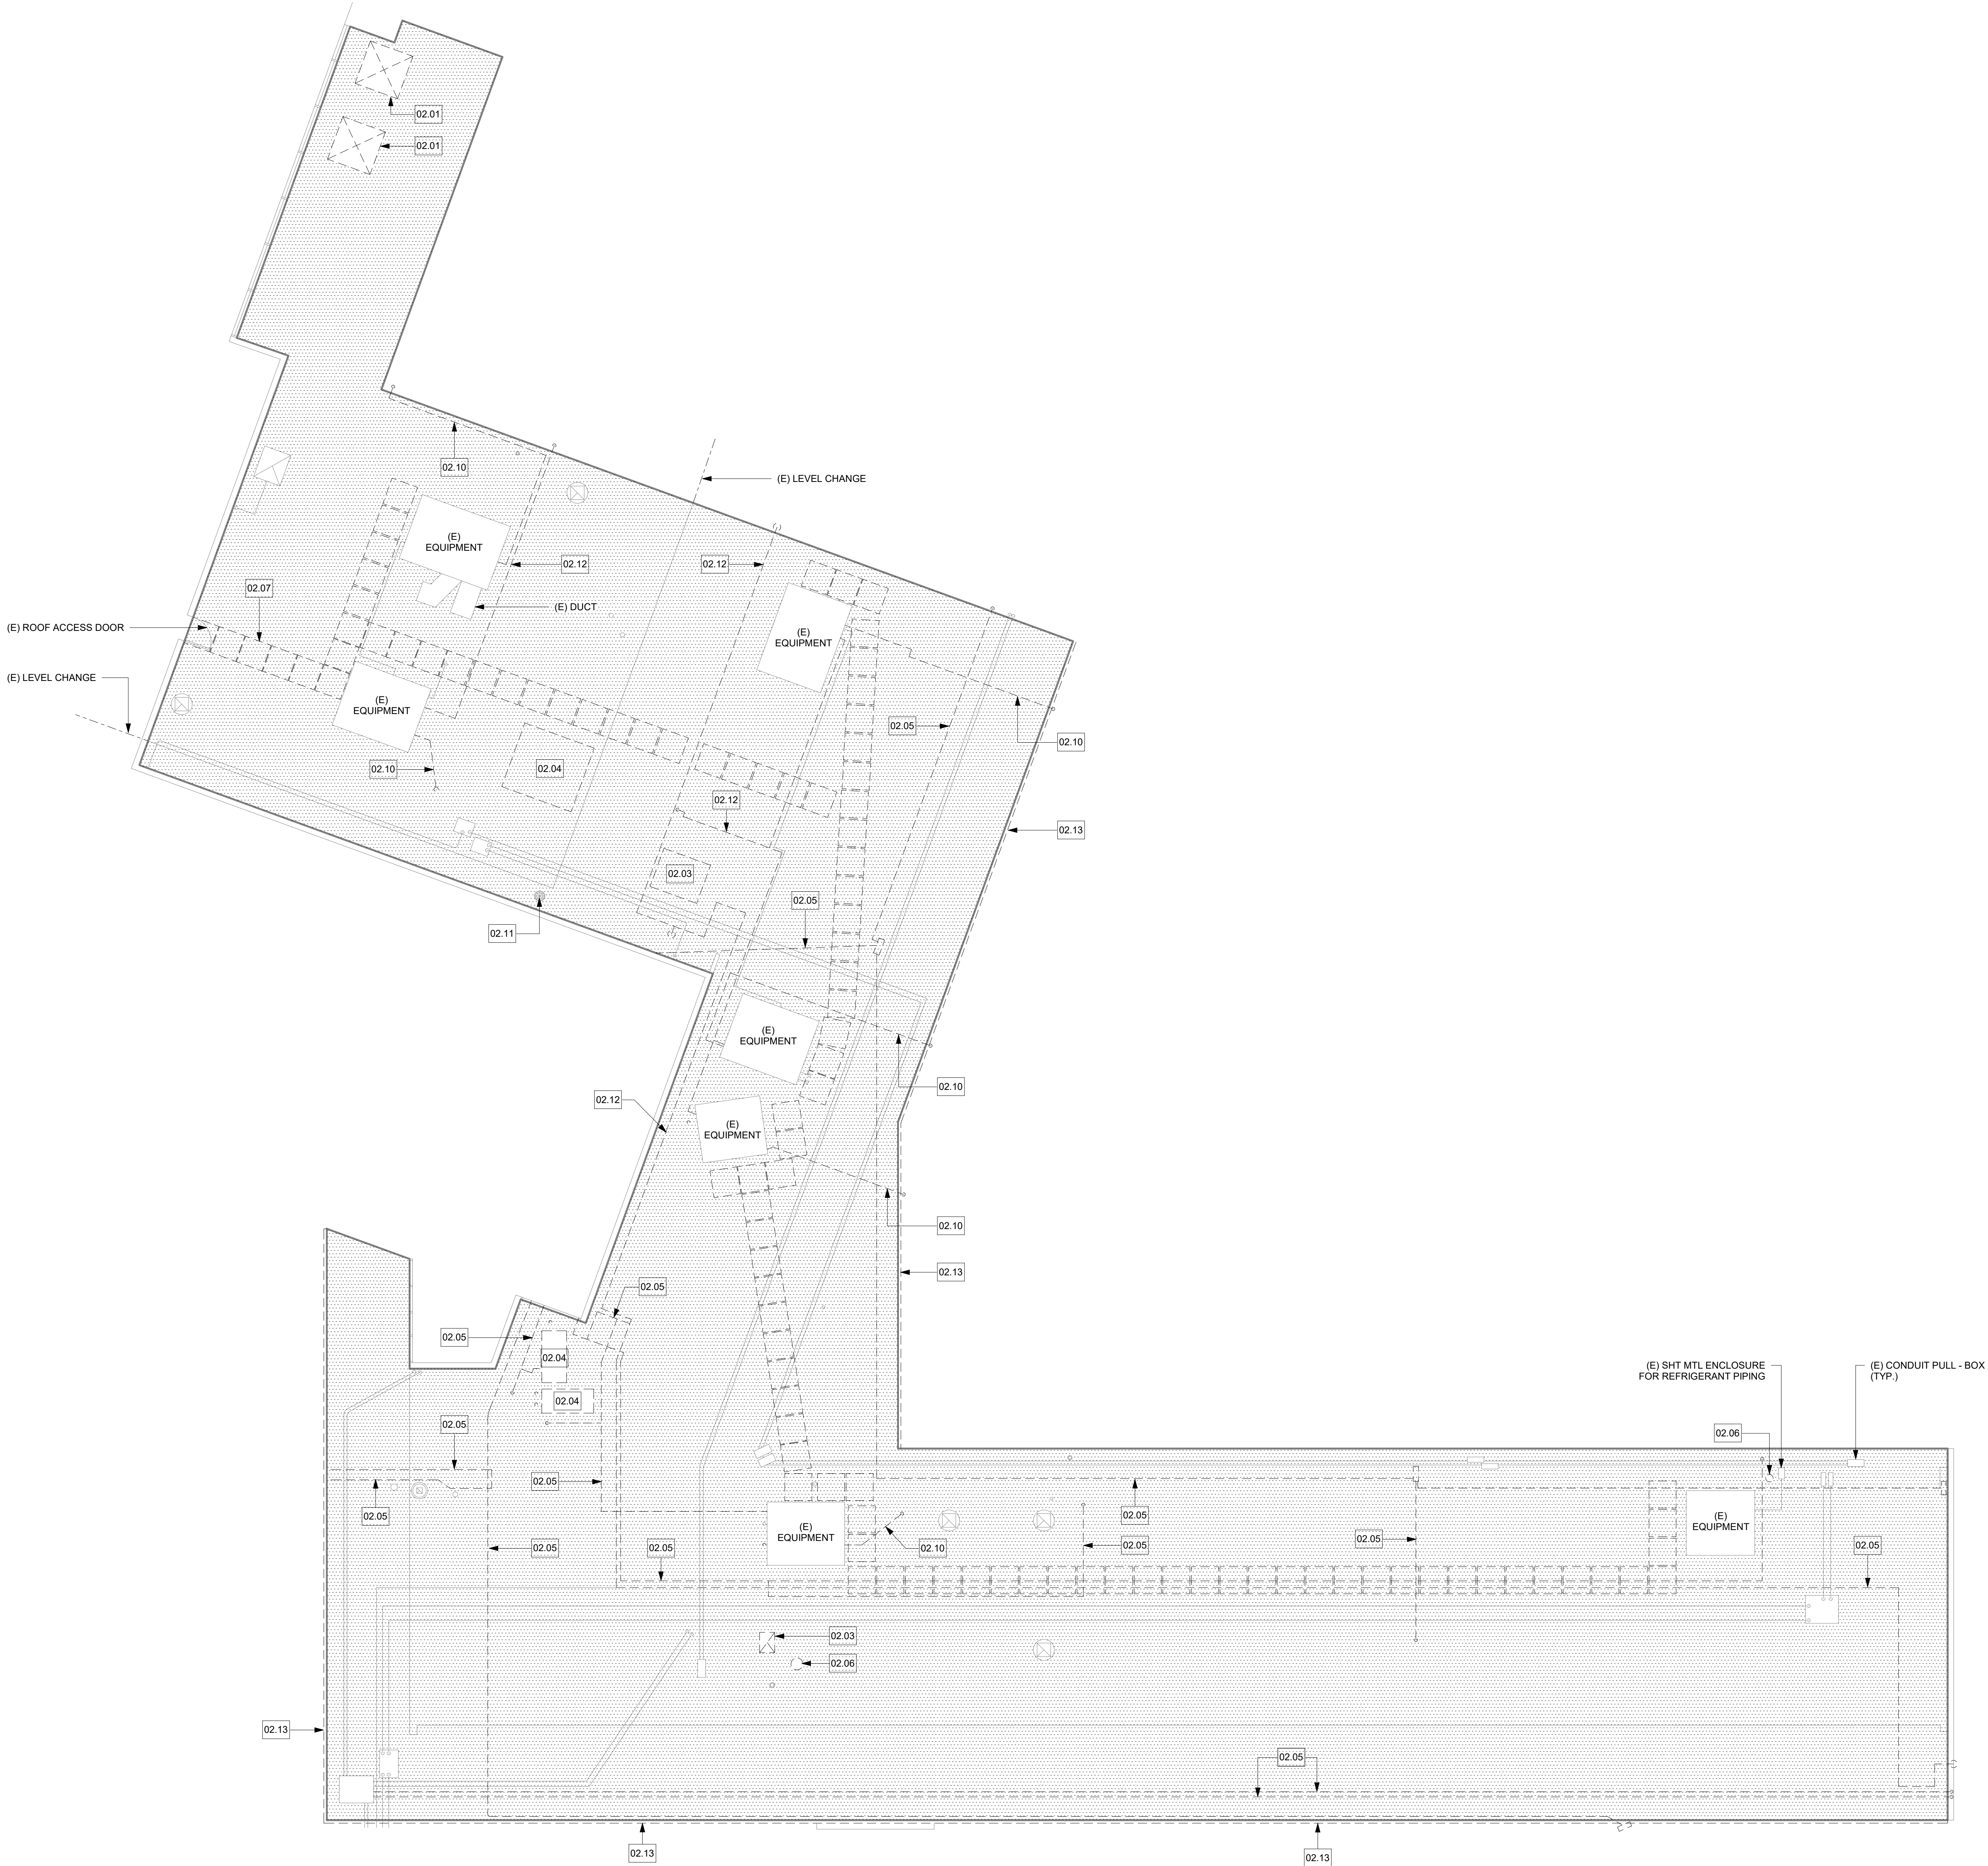 02.01
02.01
02.10
(E) LEVEL CHANGE
(E)
EQUIPMENT
02.12
02.12
02.07
(E) DUCT
(E) ROOF ACCESS DOOR
(E)
EQUIPMENT
(E) LEVEL CHANGE
(E)
EQUIPMENT
02.05
02.10
02.10
02.04
02.12
02.13
02.03
02.05
02.11
(E)
EQUIPMENT
02.10
02.12
(E)
EQUIPMENT
02.10
02.13
02.05
02.05
02.04
02.04
(E) SHT MTL ENCLOSURE
FOR REFRIGERANT PIPING
(E) CONDUIT PULL - BOX
(TYP.)
02.05
02.06
02.05
02.05
02.05
(E)
EQUIPMENT
(E)
EQUIPMENT
02.05
02.05
02.10
02.05
02.05
02.05
02.03
02.06
02.13
02.05
02.13
02.13